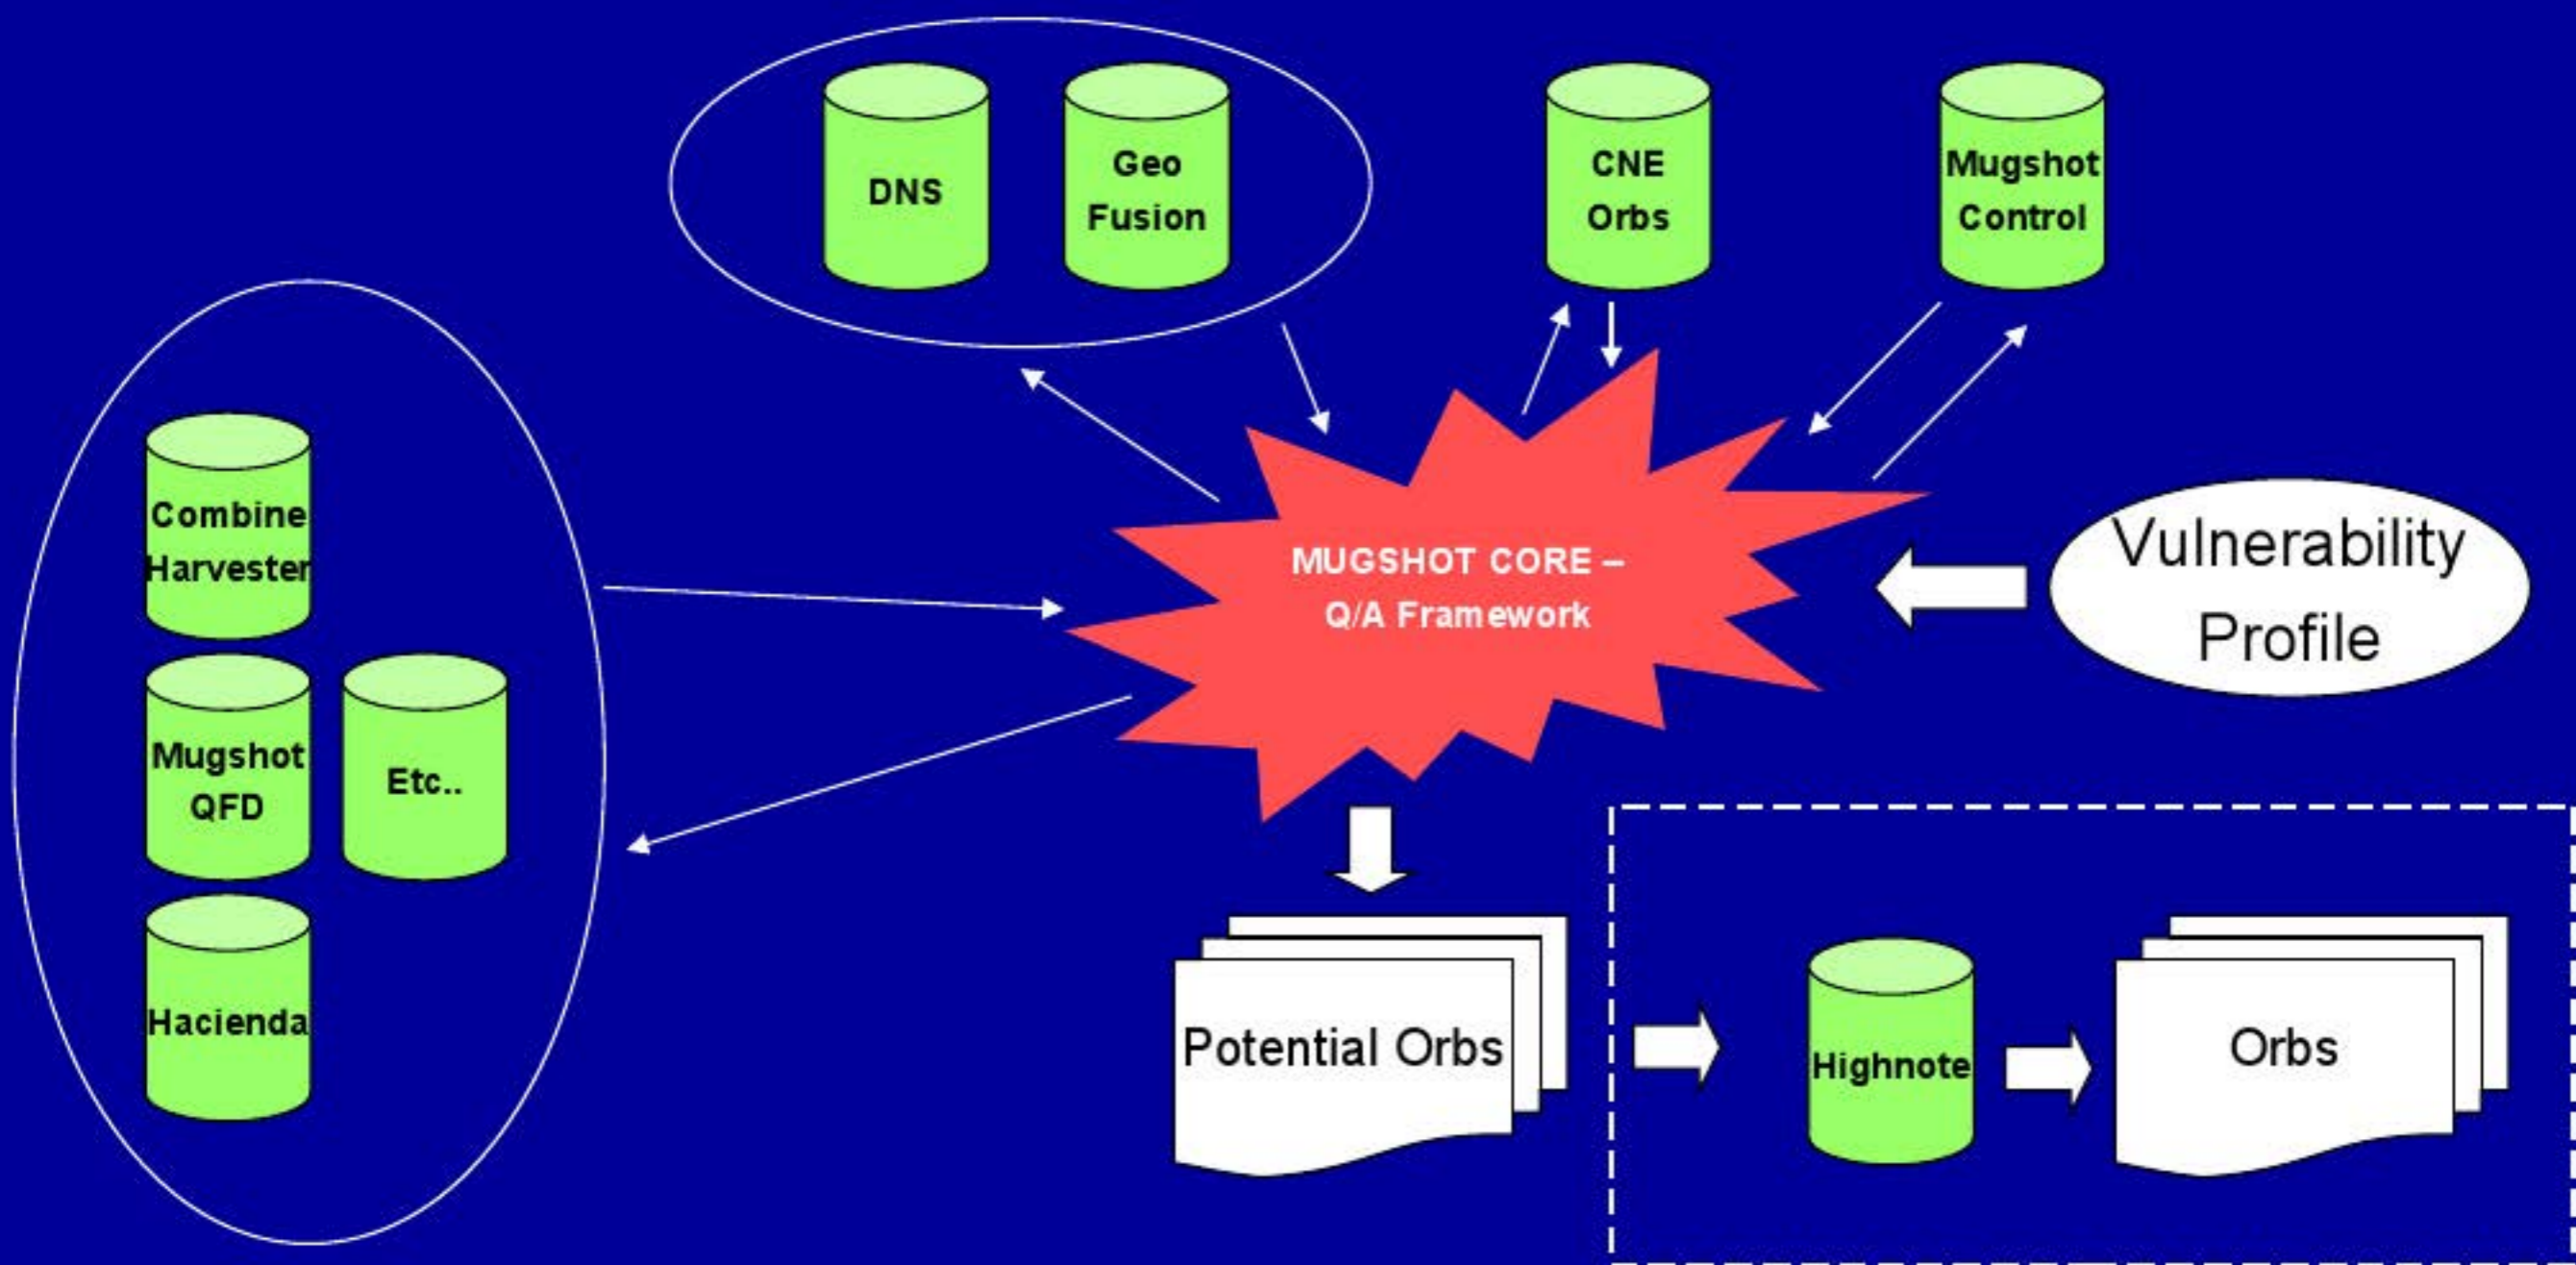 DNS
Geo
Fusion
CNE
Orbs
Mugshot
Control
Combine
Harvester
Mugshot
QFD
Etc..
Hacienda
MUGSHOT CORE –
Q/A Framework
Vulnerability
Profile
Potential Orbs
Highnote
Orbs